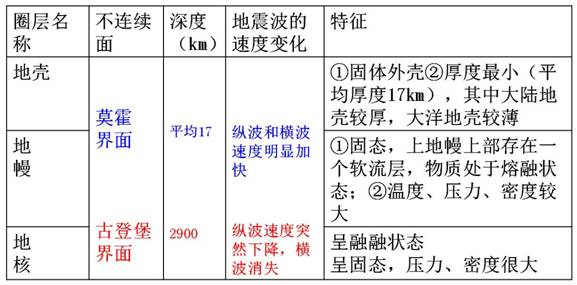 圈层名称
不连续面
深度（km）
地震波的速度变化
特征
地壳
莫霍界面
平均17
纵波和横波速度明显加快
①固体外壳②厚度最小（平
均厚度17km），其中大陆地
壳较厚，大洋地壳较薄
地幔
①固态，上地幔上部存在一
个软流层，物质处于熔融状
态；②温度、压力、密度较
大
古登堡界面
2900
纵波速度突然下降，横波消失
地核
呈融融状态
呈固态，压力、密度很大